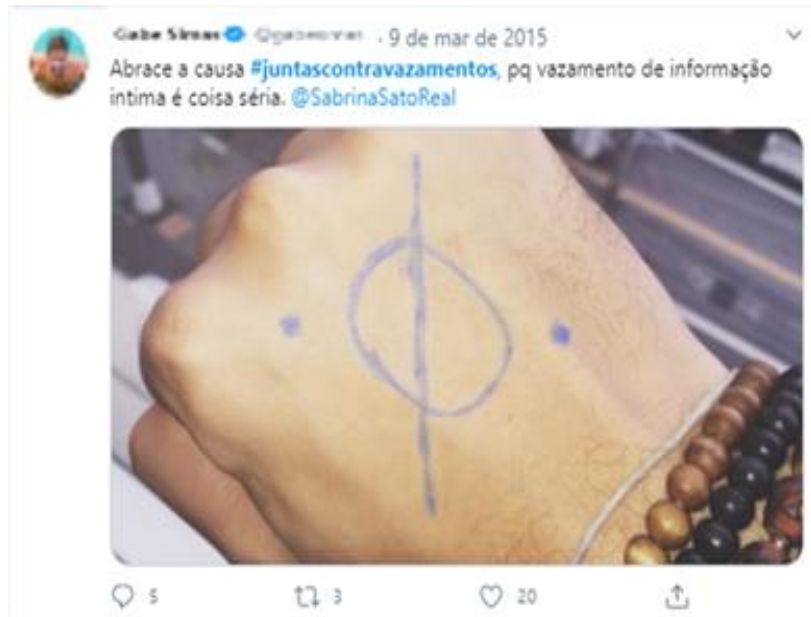 Gabe Simas . 9 de mar de 2015
Abrace a causa #juntascontravazamentos, pq vazamento de informação
intima é coisa séria. @SabrinaSatoReal
5 3 20